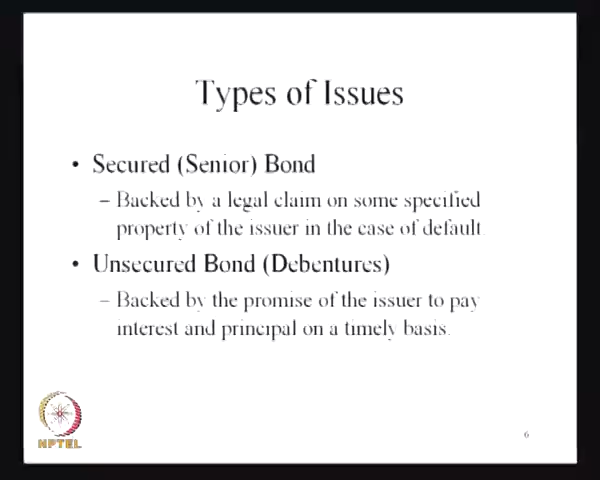 Types of Issues
• Secured (Senior) Bond
– Backed by a legal claim on some specified
property of the issuer in the case of default
• Unsecured Bond (Debentures)
– Backed by the promise of the issuer to pay
interest and principal on a timely basis.
NPTEL
6